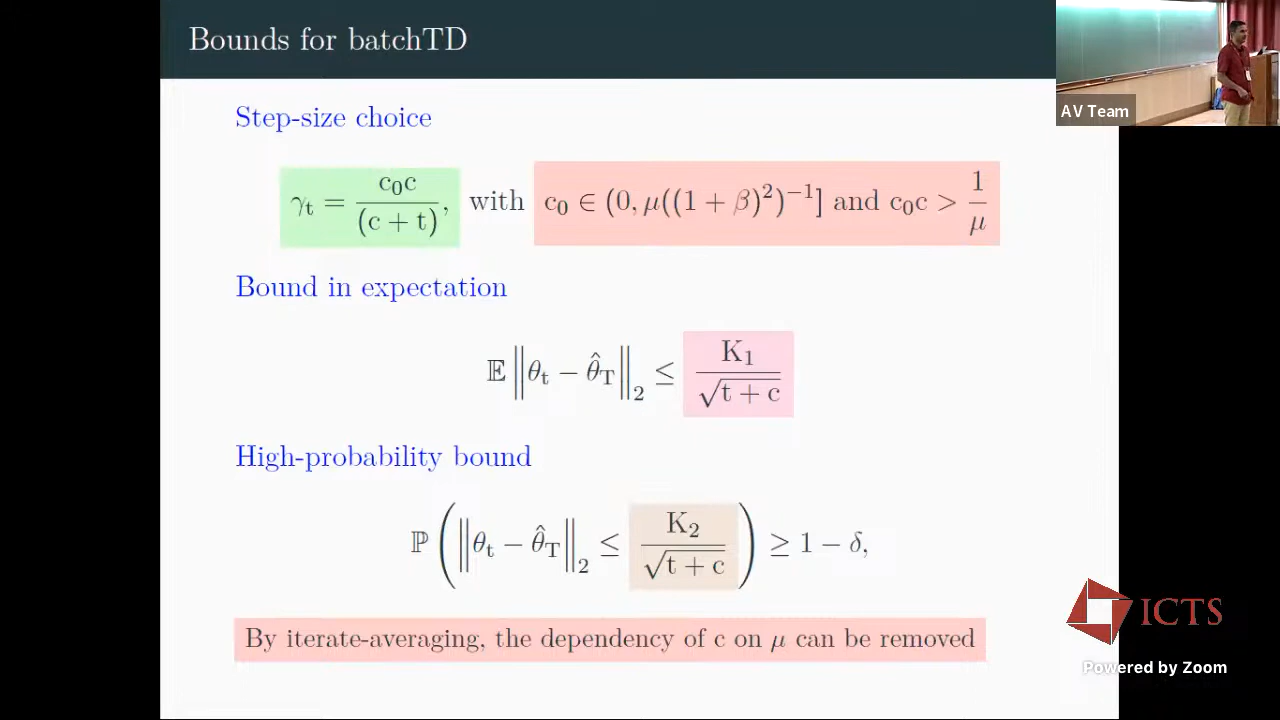 Bounds for batchTD
AV Team
Step-size choice
γt = c0c / (c + t), with c0 ∈ (0, μ((1 + β)²)⁻¹] and c0c > 1/μ
Bound in expectation
𝔼 ‖θt − θ̂T‖2 ≤ K1 / √(t + c)
High-probability bound
ℙ ( ‖θt − θ̂T‖2 ≤ K2 / √(t + c) ) ≥ 1 − δ,
ICTS
By iterate-averaging, the dependency of c on μ can be removed
Powered by Zoom